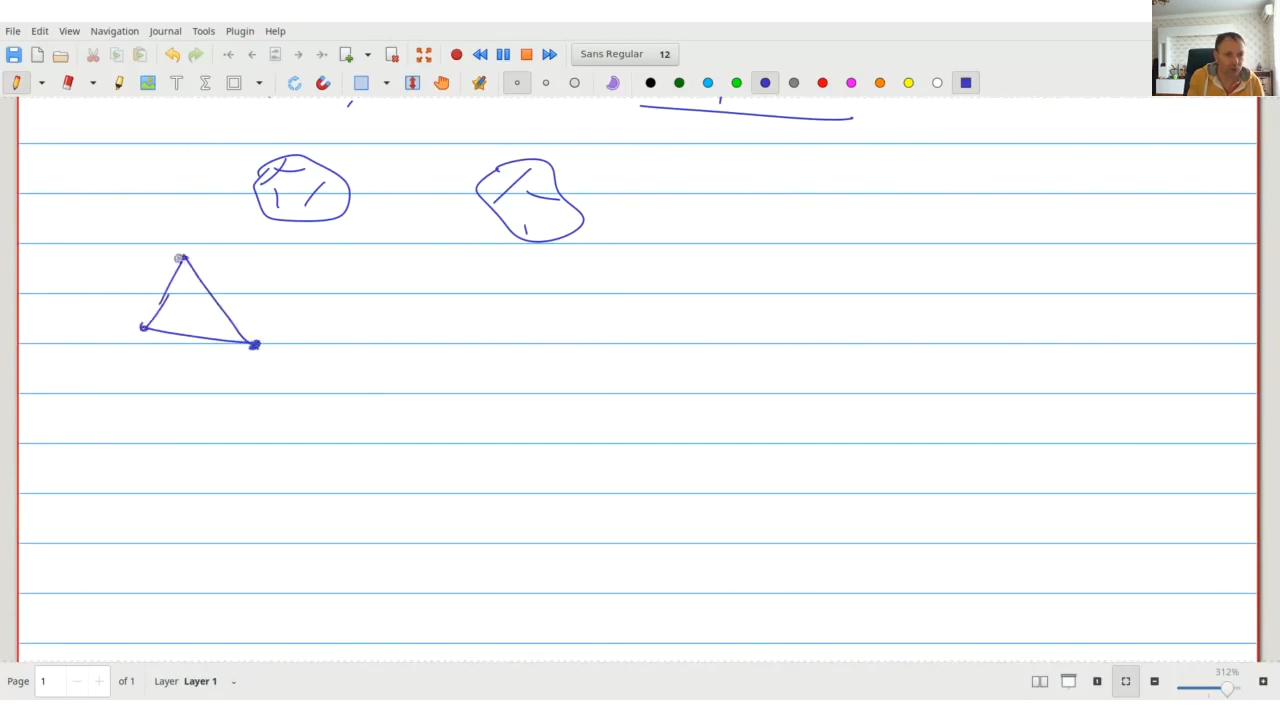 File Edit View Navigation Journal Tools Plugin Help
Sans Regular 12
Page 1 of 1 Layer Layer 1 312%